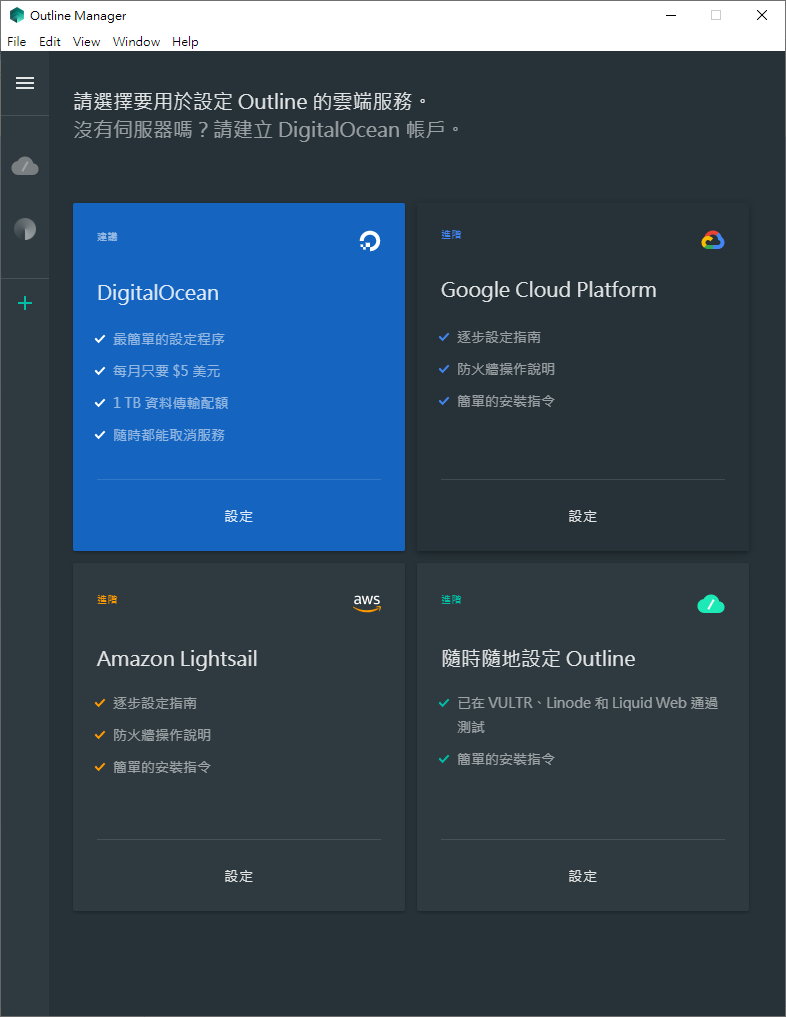 Outline Manager
File Edit View Window Help
請選擇要用於設定 Outline 的雲端服務。
沒有伺服器嗎？請建立 DigitalOcean 帳戶。
建議
DigitalOcean
最簡單的設定程序
每月只要 $5 美元
1 TB 資料傳輸配額
隨時都能取消服務
設定
進階
Google Cloud Platform
逐步設定指南
防火牆操作說明
簡單的安裝指令
設定
進階
aws
Amazon Lightsail
逐步設定指南
防火牆操作說明
簡單的安裝指令
設定
進階
隨時隨地設定 Outline
已在 VULTR、Linode 和 Liquid Web 通過
測試
簡單的安裝指令
設定